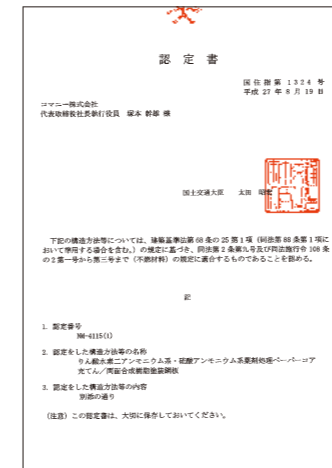 認 定 書
国 住 指 第 1324 号
平成 27 年 8 月 19 日
コマニー株式会社
代表取締役社長執行役員 塚本 幹雄 様
国土交通大臣 太田 昭宏
下記の構造方法等については、建築基準法第 68 条の 25 第 1 項（同法第 88 条第 1 項に
おいて準用する場合を含む。）の規定に基づき、同法第 2 条第九号及び同法施行令 108 条
の 2 第一号から第三号まで（不燃材料）の規定に適合するものであることを認める。
記
1. 認定番号
NM-4115(1)
2. 認定をした構造方法等の名称
りん酸水素二アンモニウム系・硫酸アンモニウム系薬剤処理ペーパーコア
充てん／両面合成樹脂塗装鋼板
3. 認定をした構造方法等の内容
別添の通り
（注意）この認定書は、大切に保存しておいてください。